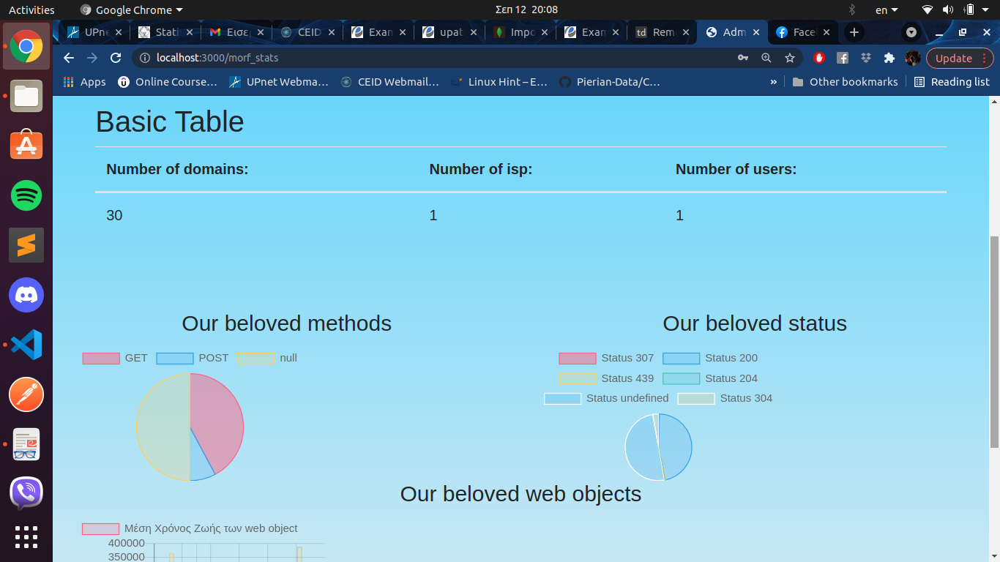 Activities Google Chrome Σεπ 12 20:08 en
UPne Stati Εισερ CEID Exan upat Impo Exan Rem Adm Facel
localhost:3000/morf_stats Update
Apps Online Course… UPnet Webma… CEID Webmail… Linux Hint – E… Pierian-Data/C… » Other bookmarks Reading list
Basic Table
Number of domains: Number of isp: Number of users:
30 1 1
Our beloved methods
GET POST null
Our beloved status
Status 307 Status 200
Status 439 Status 204
Status undefined Status 304
Our beloved web objects
Μέση Χρόνος Ζωής των web object
400000
350000